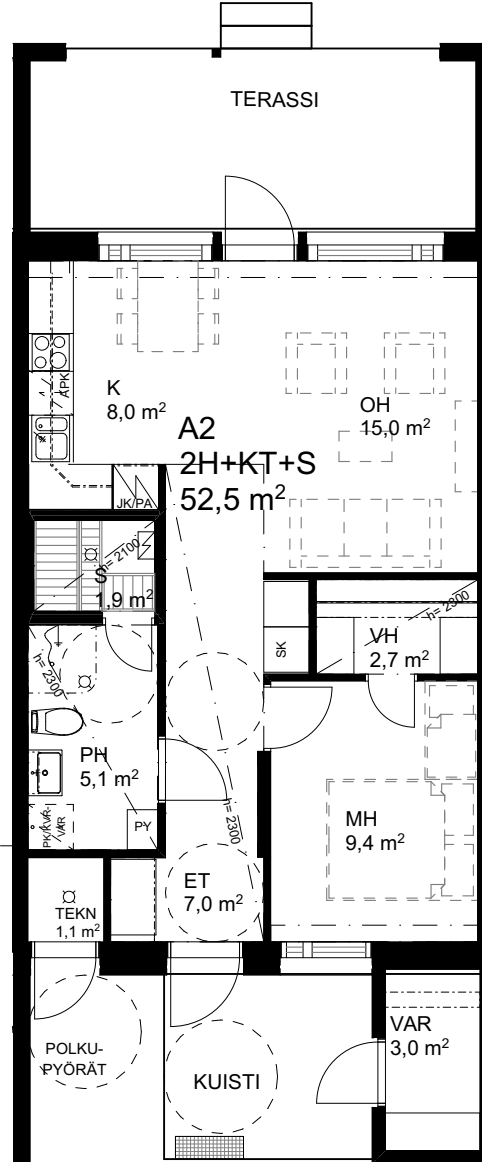 TERASSI
APK
K
8,0 m²
OH
15,0 m²
A2
2H+KT+S
52,5 m²
JK/PA
h= 2100
S
1,9 m²
h= 2300
VH
2,7 m²
SK
h= 2300
PH
5,1 m²
PK/KVR-
VAR
PY
h= 2300
MH
9,4 m²
ET
7,0 m²
TEKN
1,1 m²
VAR
3,0 m²
POLKU-
PYÖRÄT
KUISTI